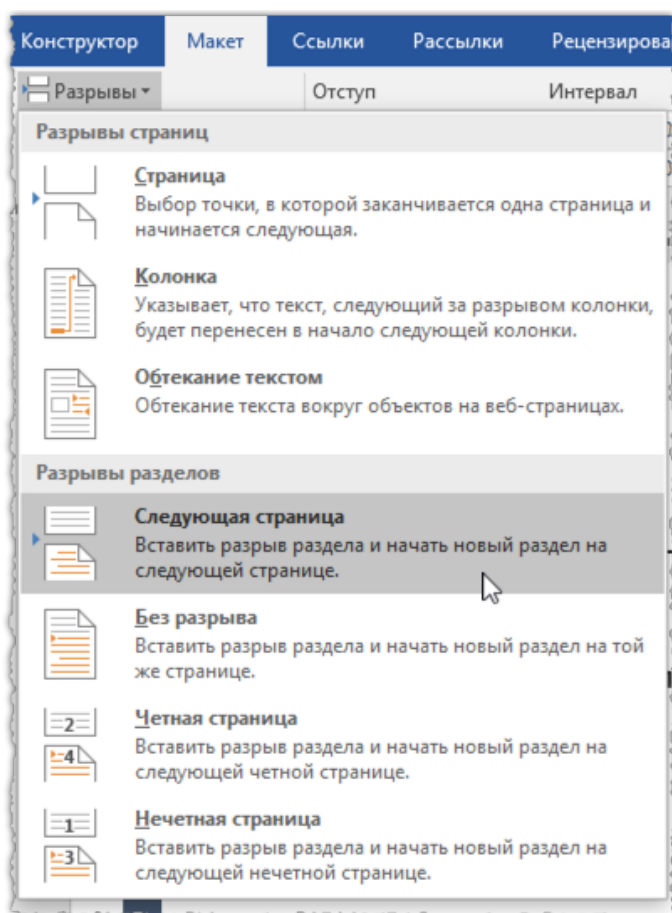 Конструктор Макет Ссылки Рассылки Рецензирова
Разрывы Отступ Интервал
Разрывы страниц
Страница
Выбор точки, в которой заканчивается одна страница и
начинается следующая.
Колонка
Указывает, что текст, следующий за разрывом колонки,
будет перенесен в начало следующей колонки.
Обтекание текстом
Обтекание текста вокруг объектов на веб-страницах.
Разрывы разделов
Следующая страница
Вставить разрыв раздела и начать новый раздел на
следующей странице.
Без разрыва
Вставить разрыв раздела и начать новый раздел на той
же странице.
2
4
Четная страница
Вставить разрыв раздела и начать новый раздел на
следующей четной странице.
1
3
Нечетная страница
Вставить разрыв раздела и начать новый раздел на
следующей нечетной странице.